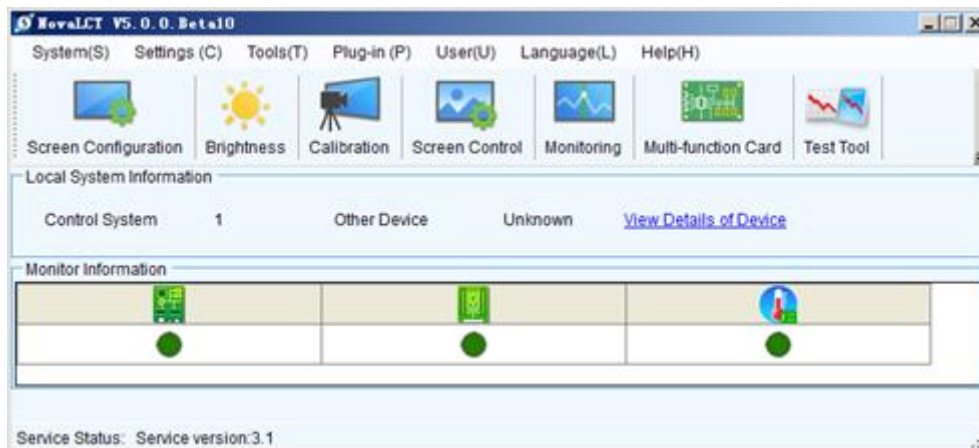 NovaLCT V5.0.0.Beta10
System(S) Settings (C) Tools(T) Plug-in (P) User(U) Language(L) Help(H)
Screen Configuration Brightness Calibration Screen Control Monitoring Multi-function Card Test Tool
Local System Information
Control System 1 Other Device Unknown View Details of Device
Monitor Information
Service Status: Service version:3.1